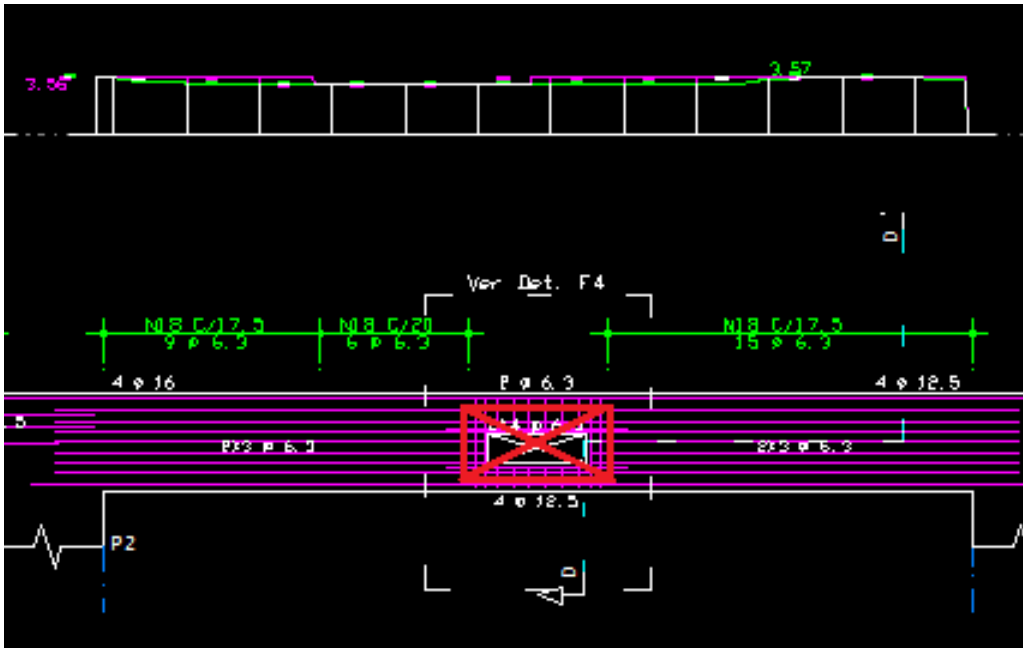 3.57
D
Ver Det. F4
N18 C/17.5 N18 C/20 N18 C/17.5
9 ø 6.3 6 ø 6.3 15 ø 6.3
4 ø 16 2 ø 6.3 4 ø 12.5
2X3 ø 6.3 2X3 ø 6.3
4 ø 12.5
P2
D